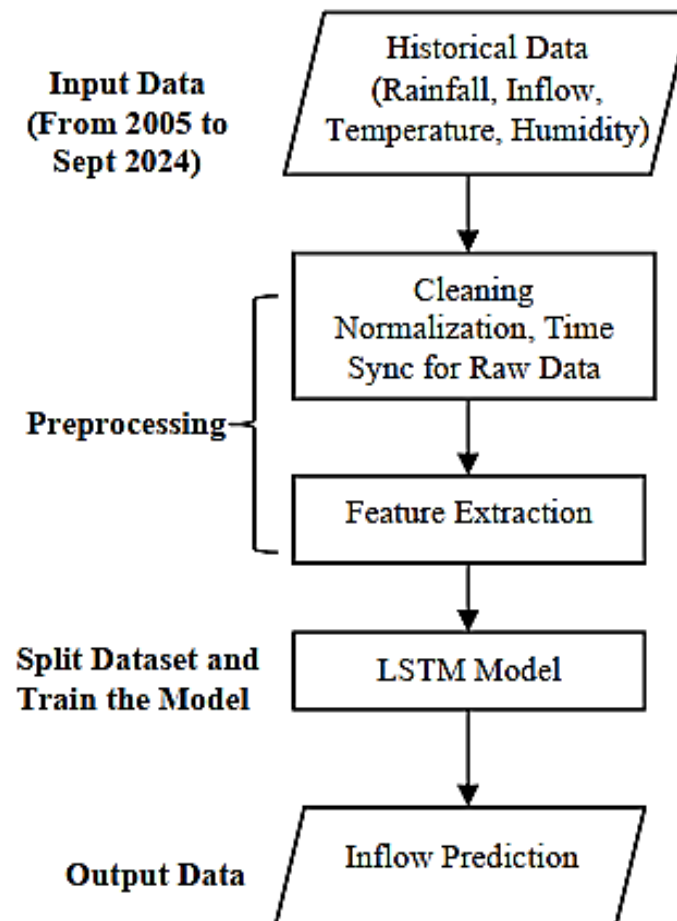 Input Data
(From 2005 to
Sept 2024)
Historical Data
(Rainfall, Inflow,
Temperature, Humidity)
Preprocessing
Cleaning
Normalization, Time
Sync for Raw Data
Feature Extraction
Split Dataset and
Train the Model
LSTM Model
Output Data
Inflow Prediction